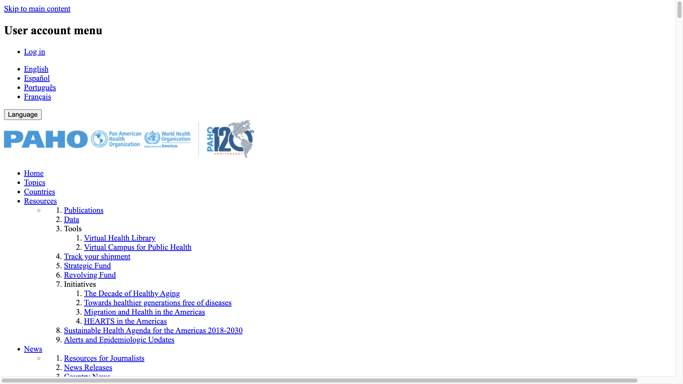 Skip to main content
User account menu
Log in
English
Español
Português
Français
Language
PAHO Pan American Health Organization World Health Organization Americas PAHO 120 ANNIVERSARY
Home
Topics
Countries
Resources
1. Publications
2. Data
3. Tools
1. Virtual Health Library
2. Virtual Campus for Public Health
4. Track your shipment
5. Strategic Fund
6. Revolving Fund
7. Initiatives
1. The Decade of Healthy Aging
2. Towards healthier generations free of diseases
3. Migration and Health in the Americas
4. HEARTS in the Americas
8. Sustainable Health Agenda for the Americas 2018-2030
9. Alerts and Epidemiologic Updates
News
1. Resources for Journalists
2. News Releases
3. Country News